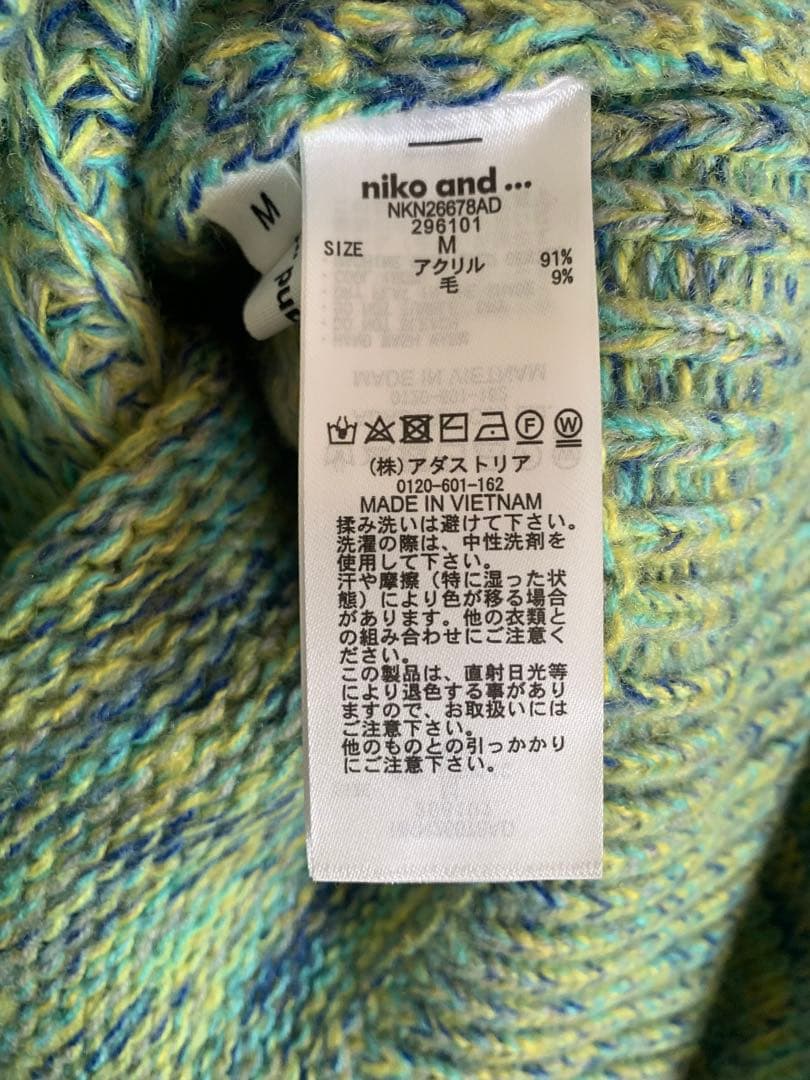 niko and ...
NKN26678AD
296101
SIZE M
アクリル 91%
毛 9%
M
F W
(株)アダストリア
0120-601-162
MADE IN VIETNAM
揉み洗いは避けて下さい。
洗濯の際は、中性洗剤を
使用して下さい。
汗や摩擦（特に湿った状
態）により色が移る場合
があります。他の衣類と
の組み合わせにご注意く
ださい。
この製品は、直射日光等
により退色する事があり
ますので、お取扱いには
ご注意下さい。
他のものとの引っかかり
にご注意下さい。